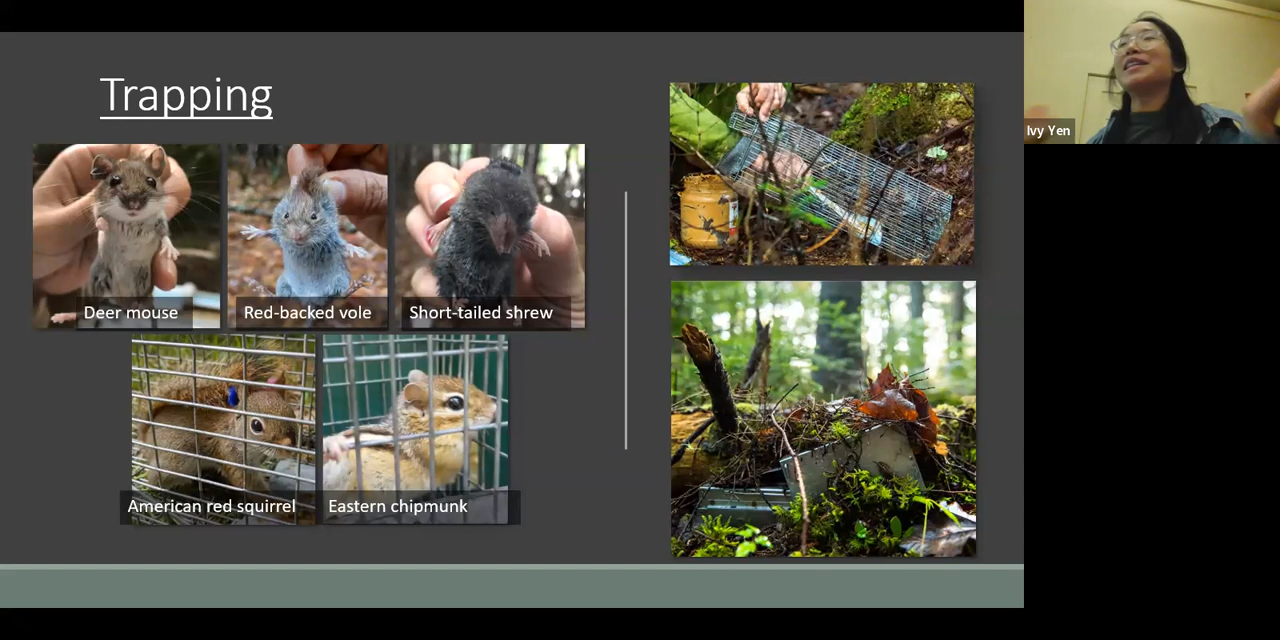 Trapping
Deer mouse
Red-backed vole
Short-tailed shrew
American red squirrel
Eastern chipmunk
Ivy Yen